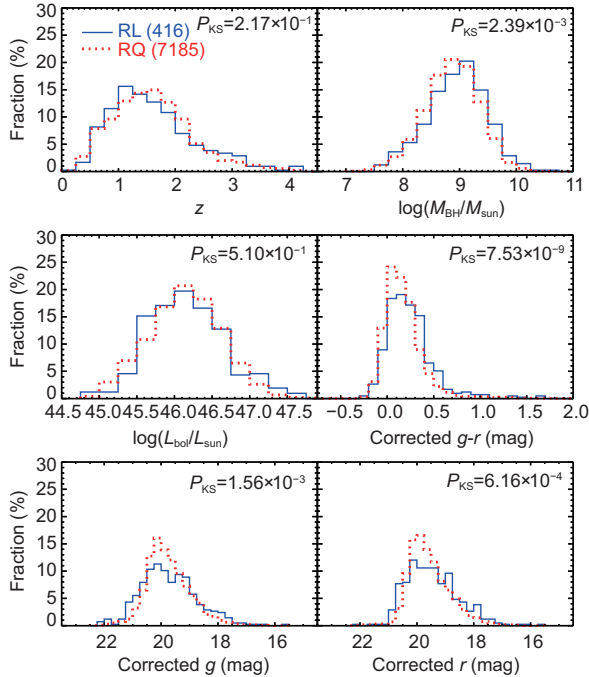 P_KS=2.17×10⁻¹
RL (416)
RQ (7185)
Fraction (%)
30
25
20
15
10
5
0
0 1 2 3 4
z
P_KS=2.39×10⁻³
7 8 9 10 11
log(M_BH/M_sun)
P_KS=5.10×10⁻¹
Fraction (%)
30
25
20
15
10
5
0
44.5 45.0 45.5 46.0 46.5 47.0 47.5
log(L_bol/L_sun)
P_KS=7.53×10⁻⁹
−0.5 0.0 0.5 1.0 1.5 2.0
Corrected g-r (mag)
P_KS=1.56×10⁻³
Fraction (%)
30
25
20
15
10
5
0
22 20 18 16
Corrected g (mag)
P_KS=6.16×10⁻⁴
22 20 18 16
Corrected r (mag)